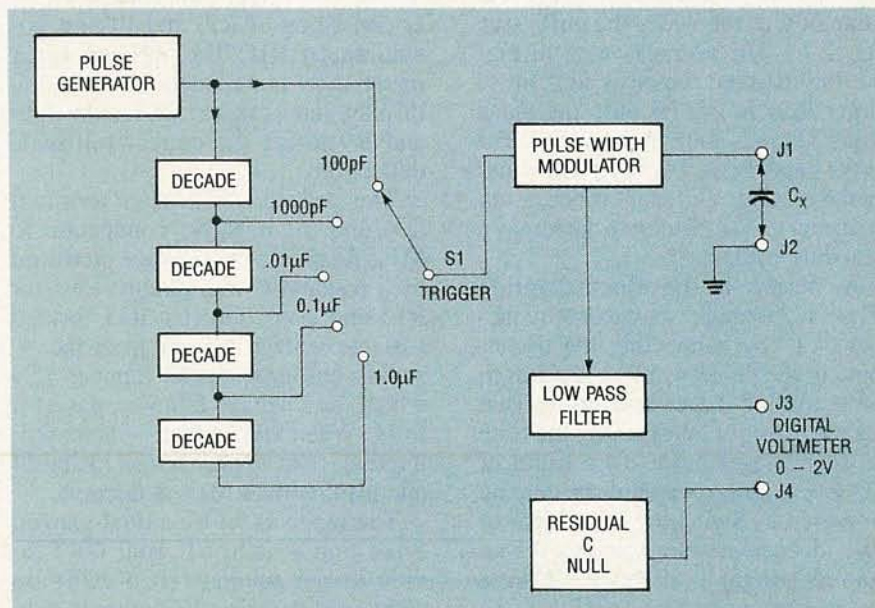 PULSE
GENERATOR
DECADE
DECADE
DECADE
DECADE
100pF
1000pF
.01µF
0.1µF
1.0µF
S1
TRIGGER
PULSE WIDTH
MODULATOR
J1
Cx
J2
LOW PASS
FILTER
J3
DIGITAL
VOLTMETER
0 – 2V
J4
RESIDUAL
C
NULL